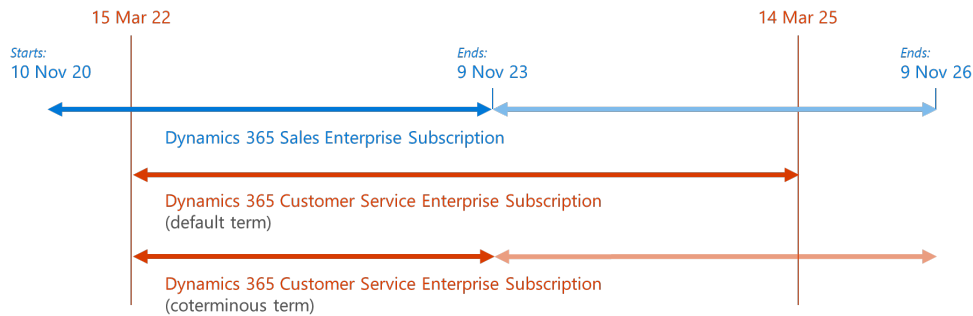 15 Mar 22
14 Mar 25
Starts:
10 Nov 20
Ends:
9 Nov 23
Ends:
9 Nov 26
Dynamics 365 Sales Enterprise Subscription
Dynamics 365 Customer Service Enterprise Subscription
(default term)
Dynamics 365 Customer Service Enterprise Subscription
(coterminous term)